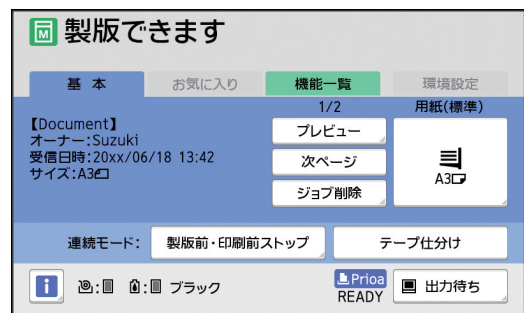 製版できます
基本 お気に入り 機能一覧 環境設定
1/2 用紙(標準)
【Document】
オーナー:Suzuki
受信日時:20xx/06/18 13:42
サイズ:A3
プレビュー
次ページ
ジョブ削除
A3
連続モード: 製版前・印刷前ストップ テープ仕分け
i : : ブラック Prioa READY 出力待ち